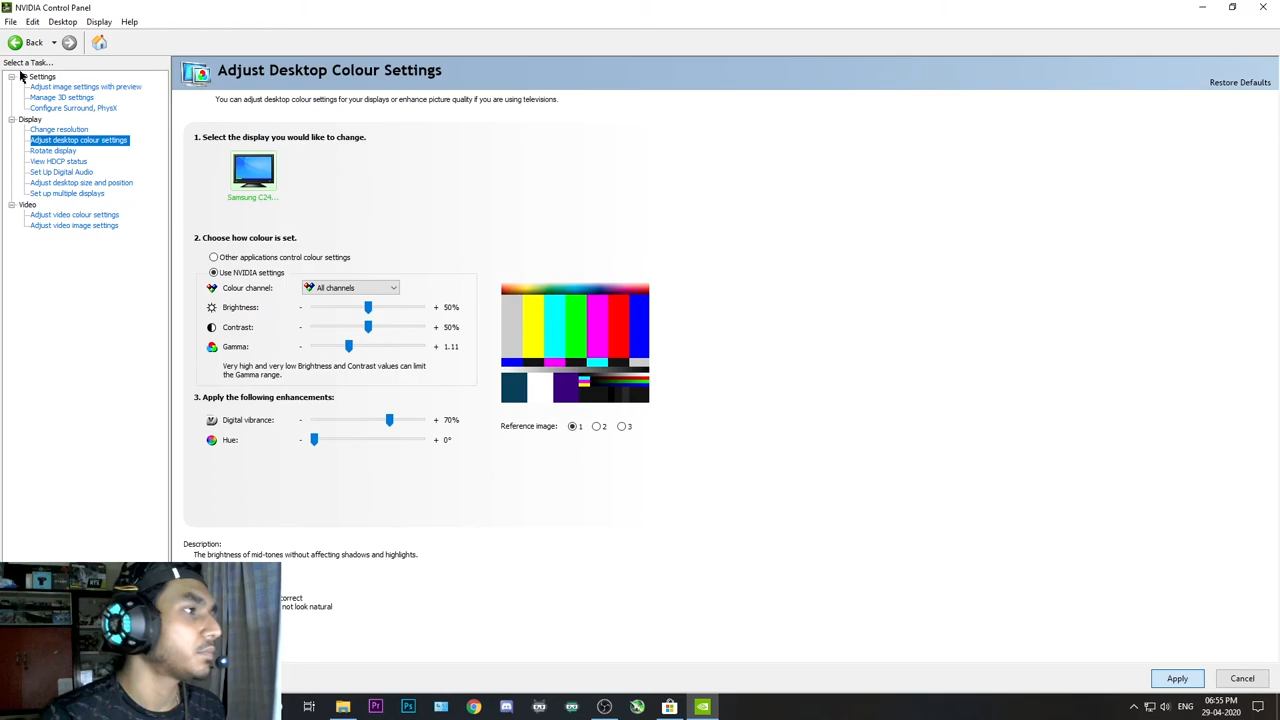 NVIDIA Control Panel
File Edit Desktop Display Help
Back
Select a Task...
Settings
Adjust image settings with preview
Manage 3D settings
Configure Surround, PhysX
Display
Change resolution
Adjust desktop colour settings
Rotate display
View HDCP status
Set Up Digital Audio
Adjust desktop size and position
Set up multiple displays
Video
Adjust video colour settings
Adjust video image settings
Adjust Desktop Colour Settings
Restore Defaults
You can adjust desktop colour settings for your displays or enhance picture quality if you are using televisions.
1. Select the display you would like to change.
Samsung C24...
2. Choose how colour is set.
Other applications control colour settings
Use NVIDIA settings
Colour channel: All channels
Brightness: - + 50%
Contrast: - + 50%
Gamma: - + 1.11
Very high and very low Brightness and Contrast values can limit
the Gamma range.
3. Apply the following enhancements:
Digital vibrance: - + 70%
Hue: - + 0°
Reference image: 1 2 3
Description:
The brightness of mid-tones without affecting shadows and highlights.
correct
not look natural
Apply Cancel
Pr Ps
ENG
06:55 PM
29-04-2020